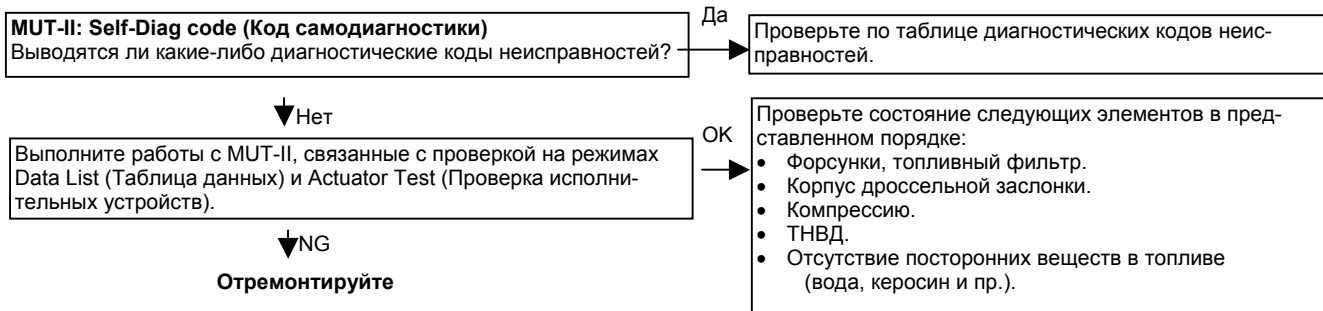 MUT-II: Self-Diag code (Код самодиагностики)
Выводятся ли какие-либо диагностические коды неисправностей?
Да
Проверьте по таблице диагностических кодов неис-
правностей.
Нет
Выполните работы с MUT-II, связанные с проверкой на режимах
Data List (Таблица данных) и Actuator Test (Проверка исполни-
тельных устройств).
OK
Проверьте состояние следующих элементов в пред-
ставленном порядке:
• Форсунки, топливный фильтр.
• Корпус дроссельной заслонки.
• Компрессию.
• ТНВД.
• Отсутствие посторонних веществ в топливе
(вода, керосин и пр.).
NG
Отремонтируйте